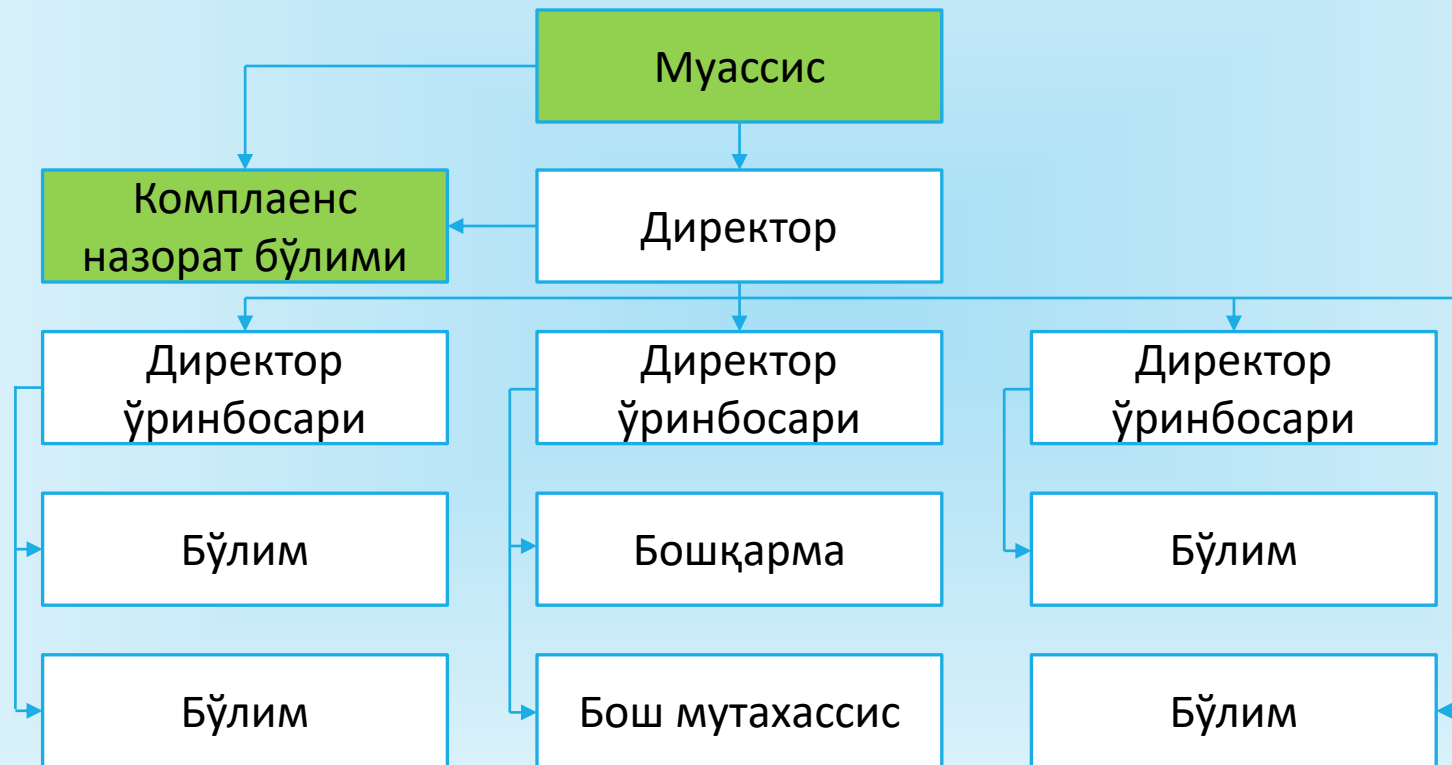 Муассис
Комплаенс
назорат бўлими
Директор
Директор
ўринбосари
Директор
ўринбосари
Директор
ўринбосари
Бўлим
Бошқарма
Бўлим
Бўлим
Бош мутахассис
Бўлим